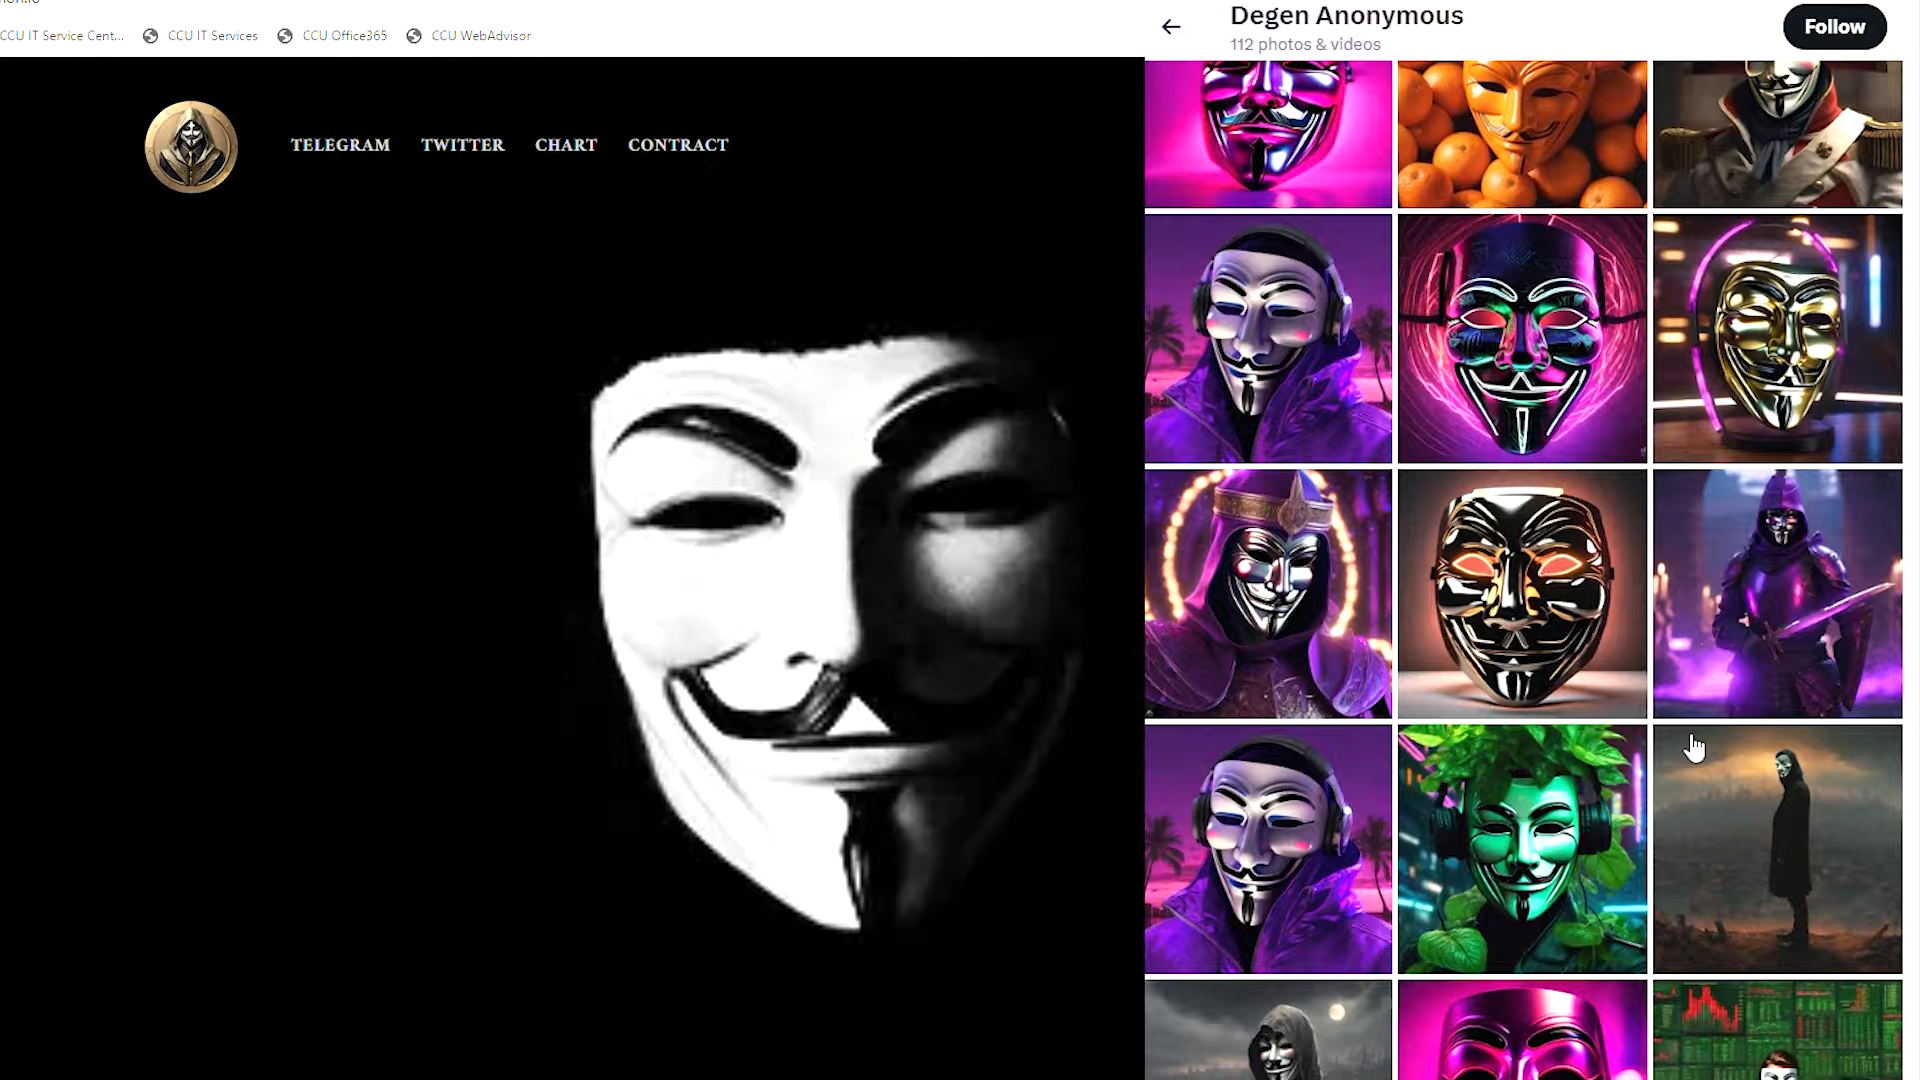 CCU IT Service Cent... CCU IT Services CCU Office365 CCU WebAdvisor
TELEGRAM TWITTER CHART CONTRACT
Degen Anonymous
112 photos & videos
Follow